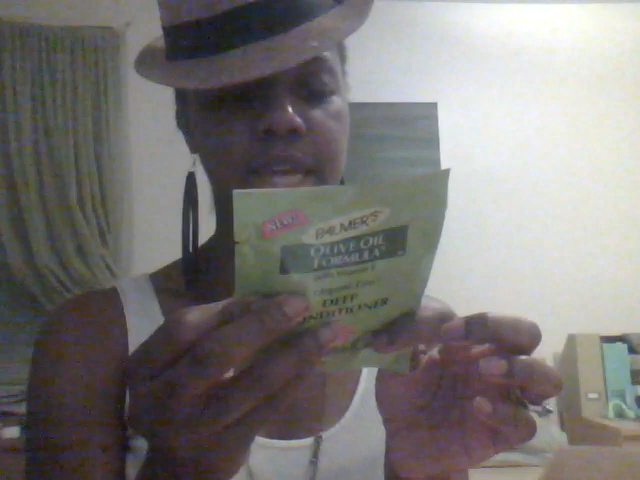 NEW!
PALMER'S
OLIVE OIL
FORMULA
with Vitamin E
DEEP
CONDITIONER